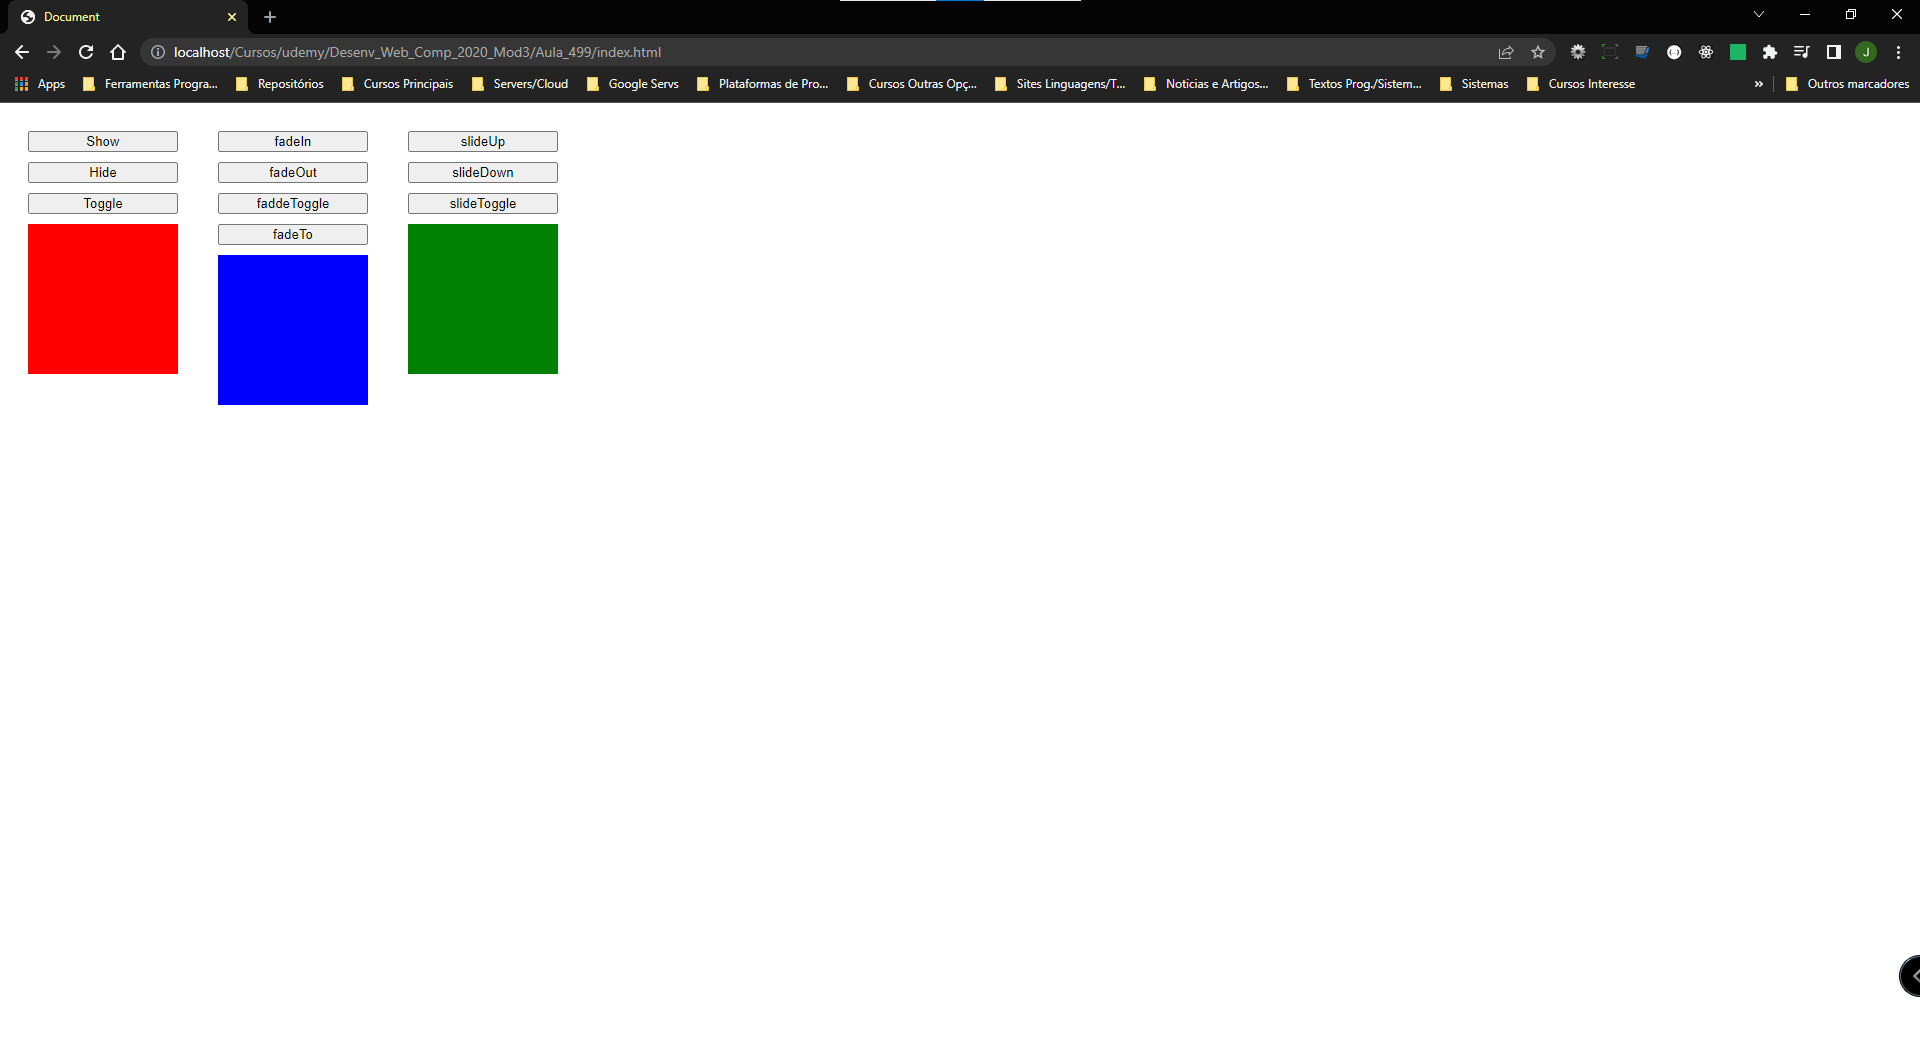 Document
localhost/Cursos/udemy/Desenv_Web_Comp_2020_Mod3/Aula_499/index.html
J
Apps Ferramentas Progra... Repositórios Cursos Principais Servers/Cloud Google Servs Plataformas de Pro... Cursos Outras Opç... Sites Linguagens/T... Noticias e Artigos... Textos Prog./Sistem... Sistemas Cursos Interesse » Outros marcadores
Show fadeIn slideUp
Hide fadeOut slideDown
Toggle faddeToggle slideToggle
fadeTo